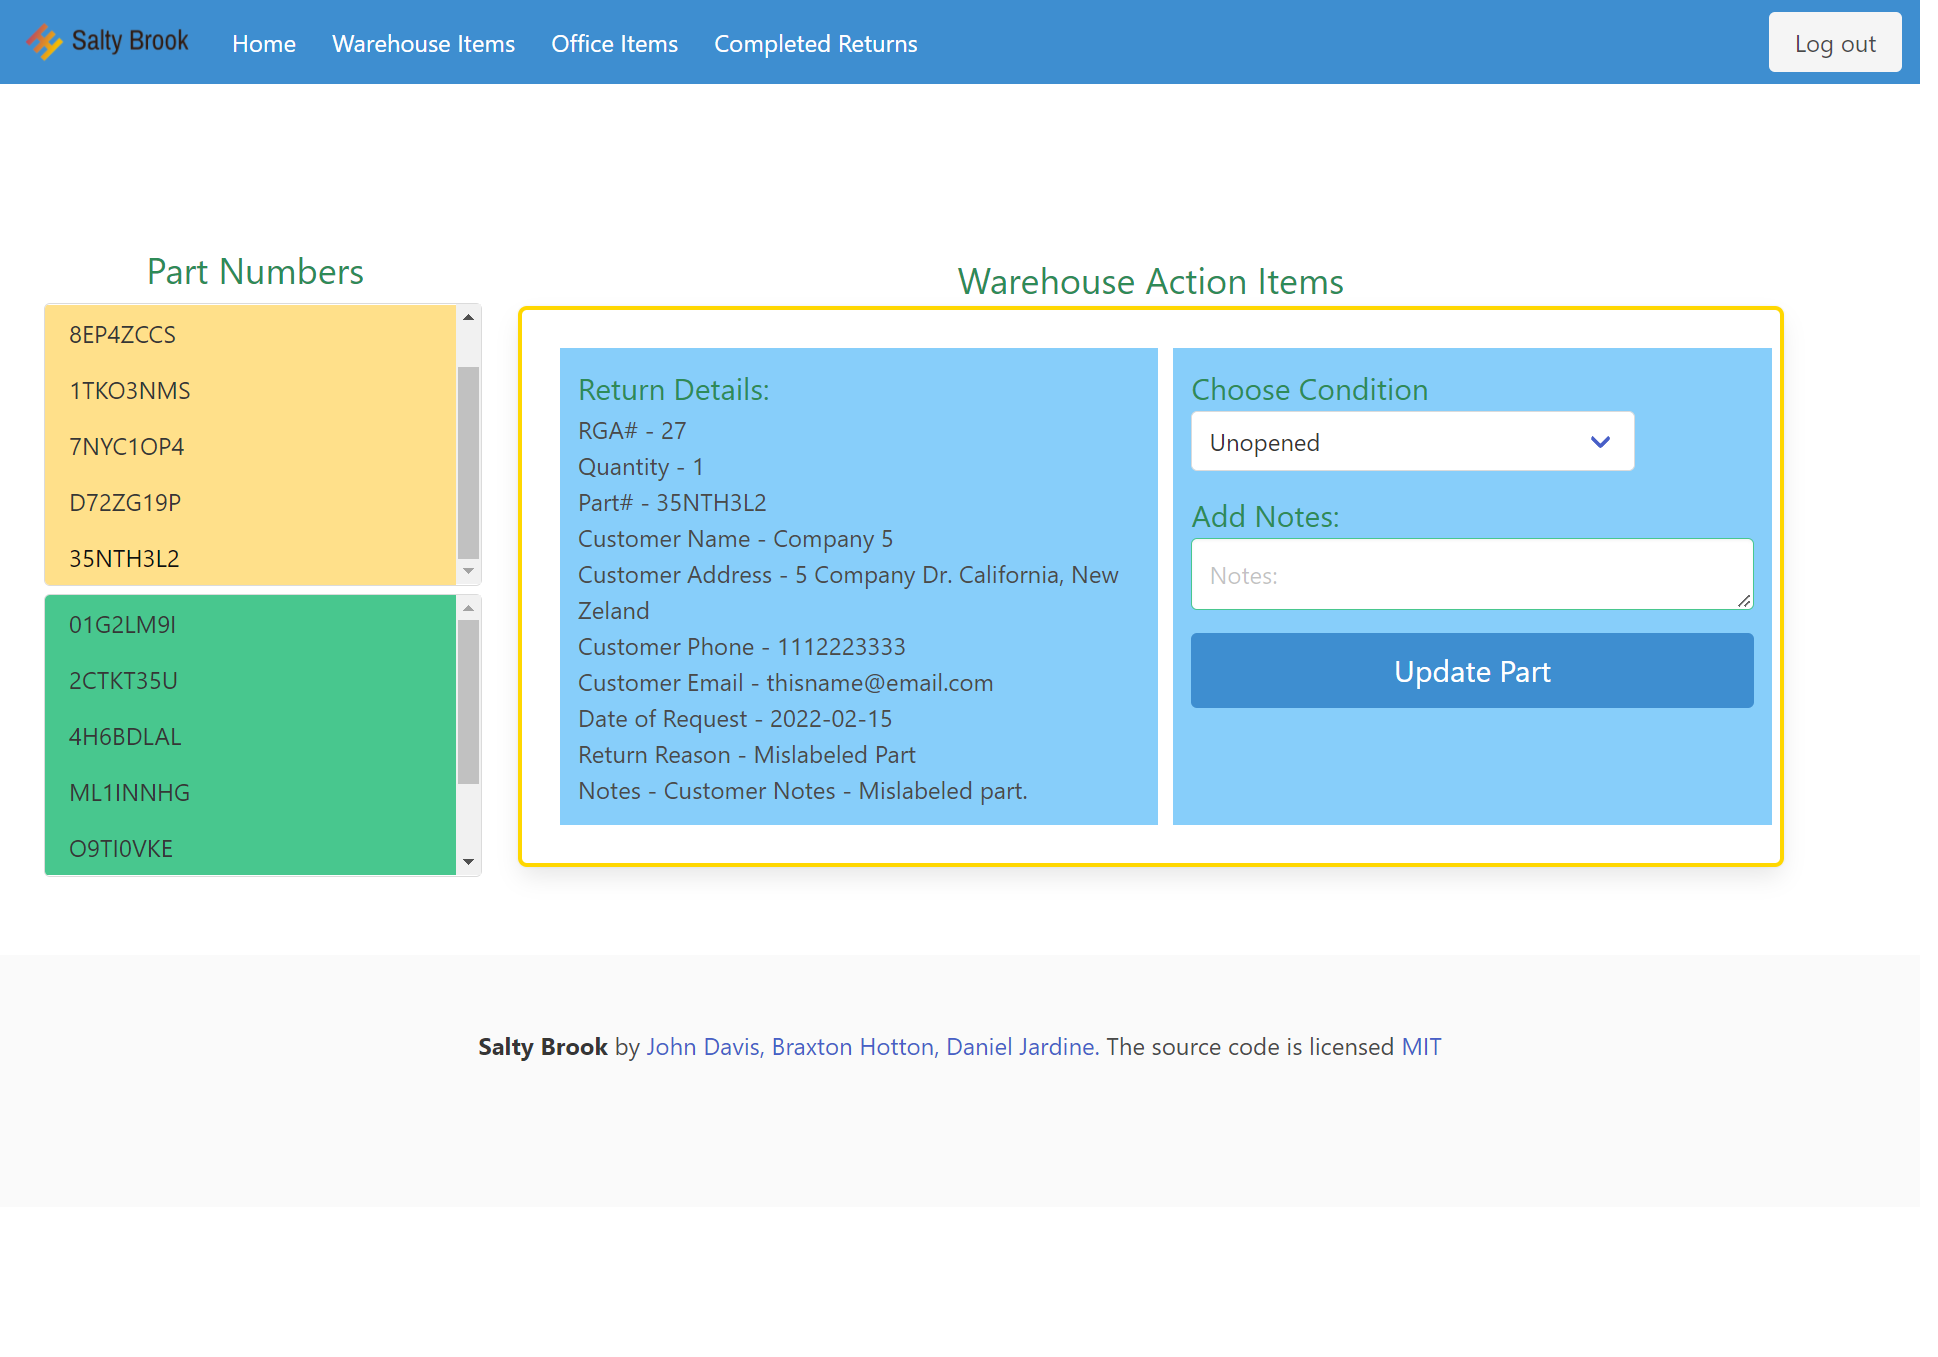 Salty Brook
Home
Warehouse Items
Office Items
Completed Returns
Log out
Part Numbers
8EP4ZCCS
1TKO3NMS
7NYC1OP4
D72ZG19P
35NTH3L2
01G2LM9I
2CTKT35U
4H6BDLAL
ML1INNHG
O9TI0VKE
Warehouse Action Items
Return Details:
RGA# - 27
Quantity - 1
Part# - 35NTH3L2
Customer Name - Company 5
Customer Address - 5 Company Dr. California, New
Zeland
Customer Phone - 1112223333
Customer Email - thisname@email.com
Date of Request - 2022-02-15
Return Reason - Mislabeled Part
Notes - Customer Notes - Mislabeled part.
Choose Condition
Unopened
Add Notes:
Notes:
Update Part
Salty Brook by John Davis, Braxton Hotton, Daniel Jardine. The source code is licensed MIT